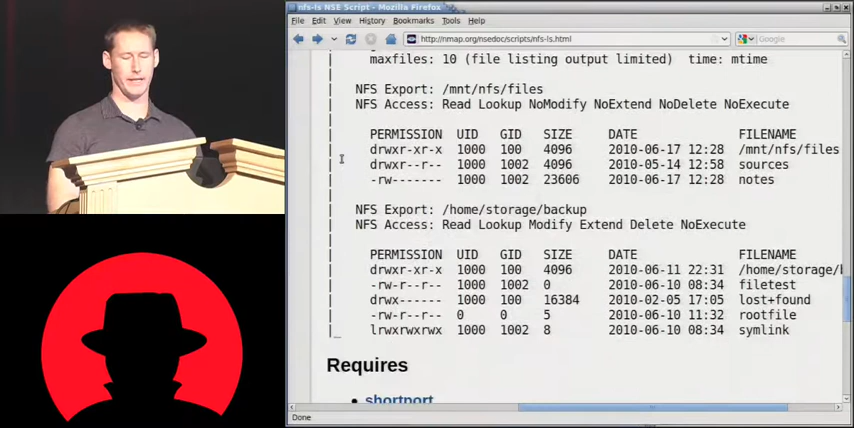 nfs-ls NSE Script - Mozilla Firefox
File Edit View History Bookmarks Tools Help
http://nmap.org/nsedoc/scripts/nfs-ls.html
Google
maxfiles: 10 (file listing output limited) time: mtime
NFS Export: /mnt/nfs/files
NFS Access: Read Lookup NoModify NoExtend NoDelete NoExecute
PERMISSION UID GID SIZE DATE FILENAME
drwxr-xr-x 1000 100 4096 2010-06-17 12:28 /mnt/nfs/files
drwxr--r-- 1000 1002 4096 2010-05-14 12:58 sources
-rw------- 1000 1002 23606 2010-06-17 12:28 notes
NFS Export: /home/storage/backup
NFS Access: Read Lookup Modify Extend Delete NoExecute
PERMISSION UID GID SIZE DATE FILENAME
drwxr-xr-x 1000 100 4096 2010-06-11 22:31 /home/storage/b
-rw-r--r-- 1000 1002 0 2010-06-10 08:34 filetest
drwx------ 1000 100 16384 2010-02-05 17:05 lost+found
-rw-r--r-- 0 0 5 2010-06-10 11:32 rootfile
lrwxrwxrwx 1000 1002 8 2010-06-10 08:34 symlink
Requires
shortport
Done